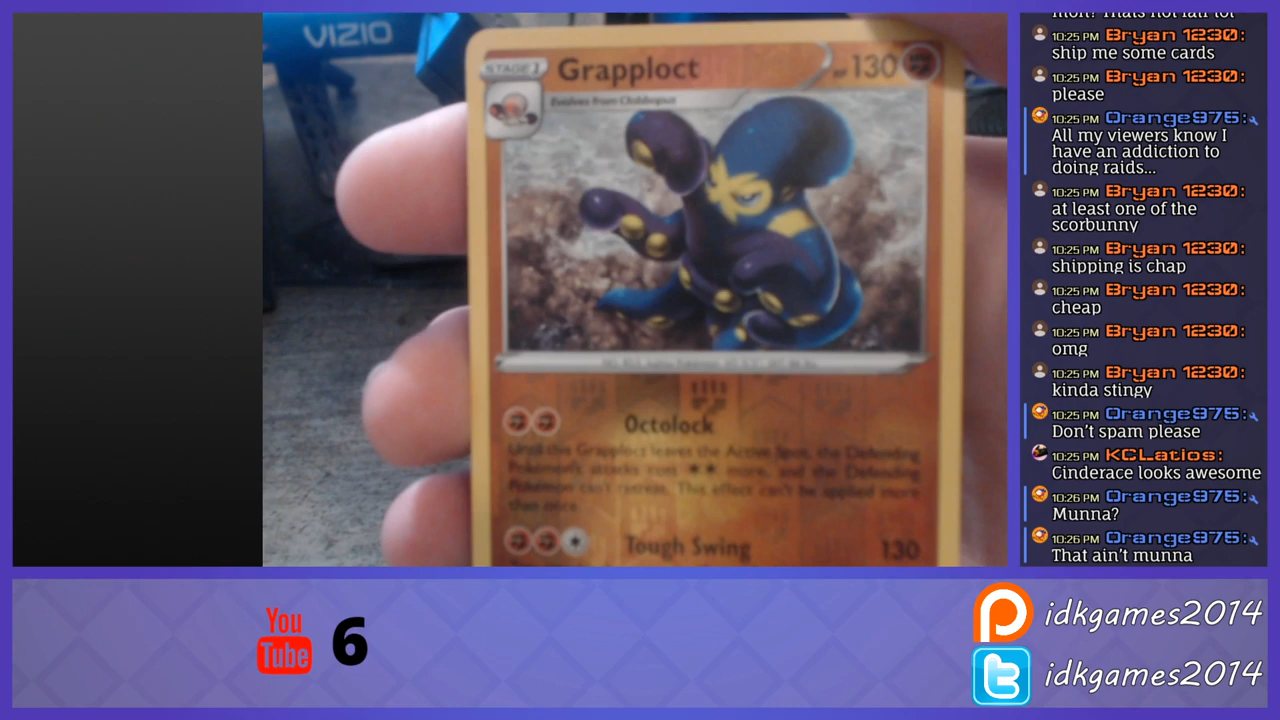 VIZIO
STAGE 1
Grapploct
HP 130
Evolves from Clobbopus
Octolock
Until this Grapploct leaves the Active Spot, the Defending
Pokémon's attacks cost more, and the Defending
Pokémon can't retreat. This effect can't be applied more
than once.
Tough Swing 130
mon? Thats not fair lol
10:25 PM Bryan 1230:
ship me some cards
10:25 PM Bryan 1230:
please
10:25 PM Orange975:
All my viewers know I
have an addiction to
doing raids...
10:25 PM Bryan 1230:
at least one of the
scorbunny
10:25 PM Bryan 1230:
shipping is chap
10:25 PM Bryan 1230:
cheap
10:25 PM Bryan 1230:
omg
10:25 PM Bryan 1230:
kinda stingy
10:25 PM Orange975:
Don't spam please
10:25 PM KCLatios:
Cinderace looks awesome
10:26 PM Orange975:
Munna?
10:26 PM Orange975:
That ain't munna
You
Tube 6
idkgames2014
idkgames2014